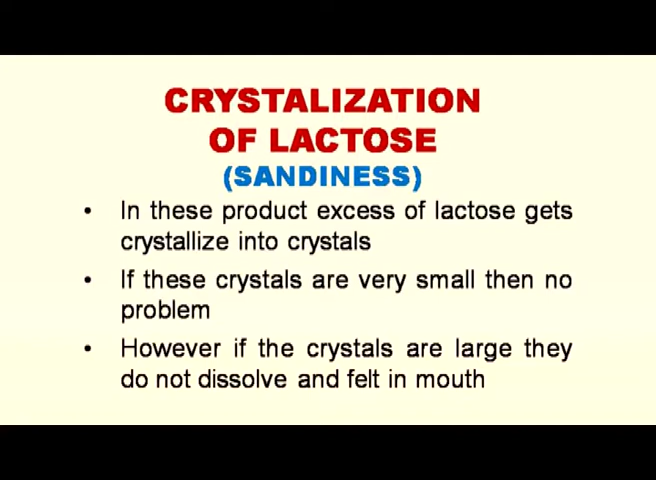 CRYSTALIZATION
OF LACTOSE
(SANDINESS)
• In these product excess of lactose gets
crystallize into crystals
• If these crystals are very small then no
problem
• However if the crystals are large they
do not dissolve and felt in mouth